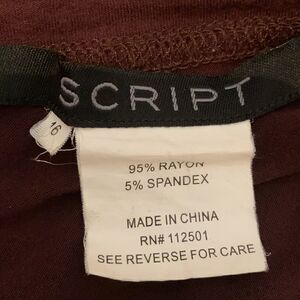 SCRIPT
16
95% RAYON
5% SPANDEX
MADE IN CHINA
RN# 112501
SEE REVERSE FOR CARE